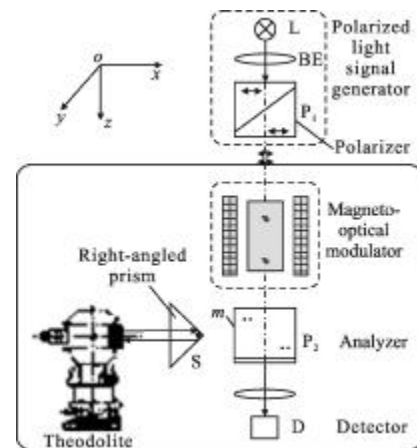 L
Polarized
light
signal
generator
BE
o
x
y
z
P₁
Polarizer
Magneto-
optical
modulator
Right-angled
prism
m
S
P₂
Analyzer
D
Detector
Theodolite